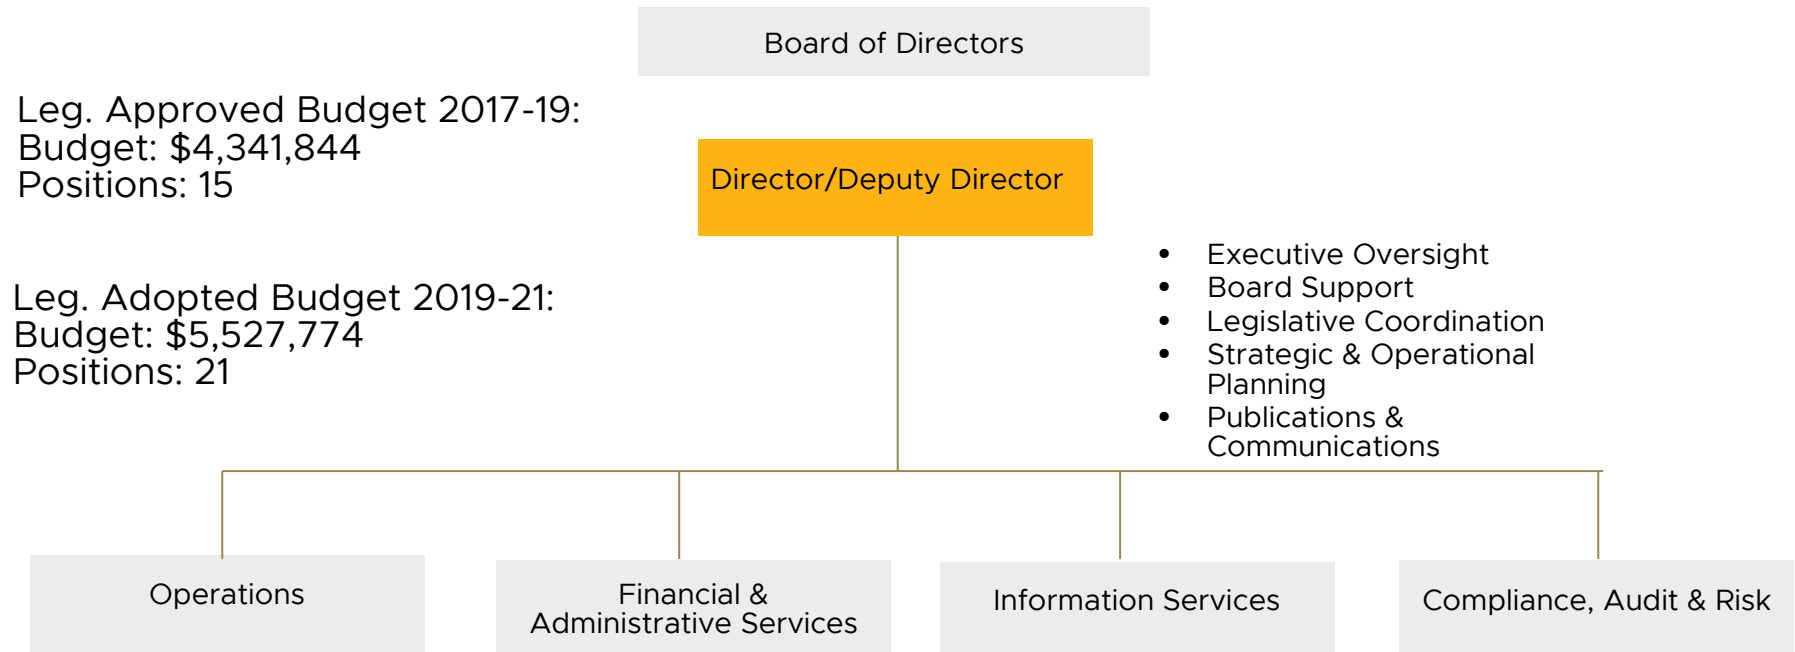 Board of Directors
Leg. Approved Budget 2017-19:
Budget: $4,341,844
Positions: 15
Director/Deputy Director
Leg. Adopted Budget 2019-21:
Budget: $5,527,774
Positions: 21
• Executive Oversight
• Board Support
• Legislative Coordination
• Strategic & Operational
Planning
• Publications &
Communications
Operations
Financial &
Administrative Services
Information Services
Compliance, Audit & Risk